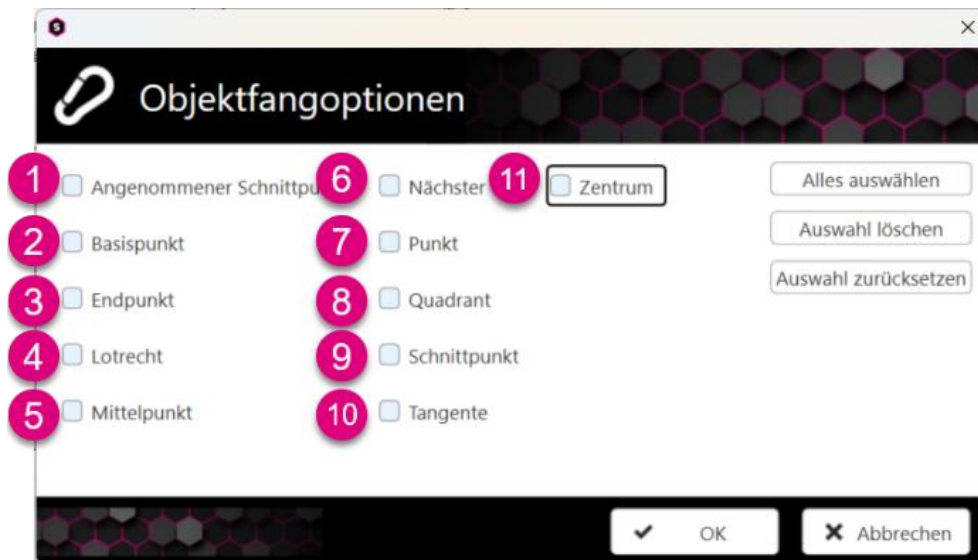 S
Objektfangoptionen
1 Angenommener Schnittpu 6 Nächster 11 Zentrum Alles auswählen
2 Basispunkt 7 Punkt Auswahl löschen
3 Endpunkt 8 Quadrant Auswahl zurücksetzen
4 Lotrecht 9 Schnittpunkt
5 Mittelpunkt 10 Tangente
OK Abbrechen